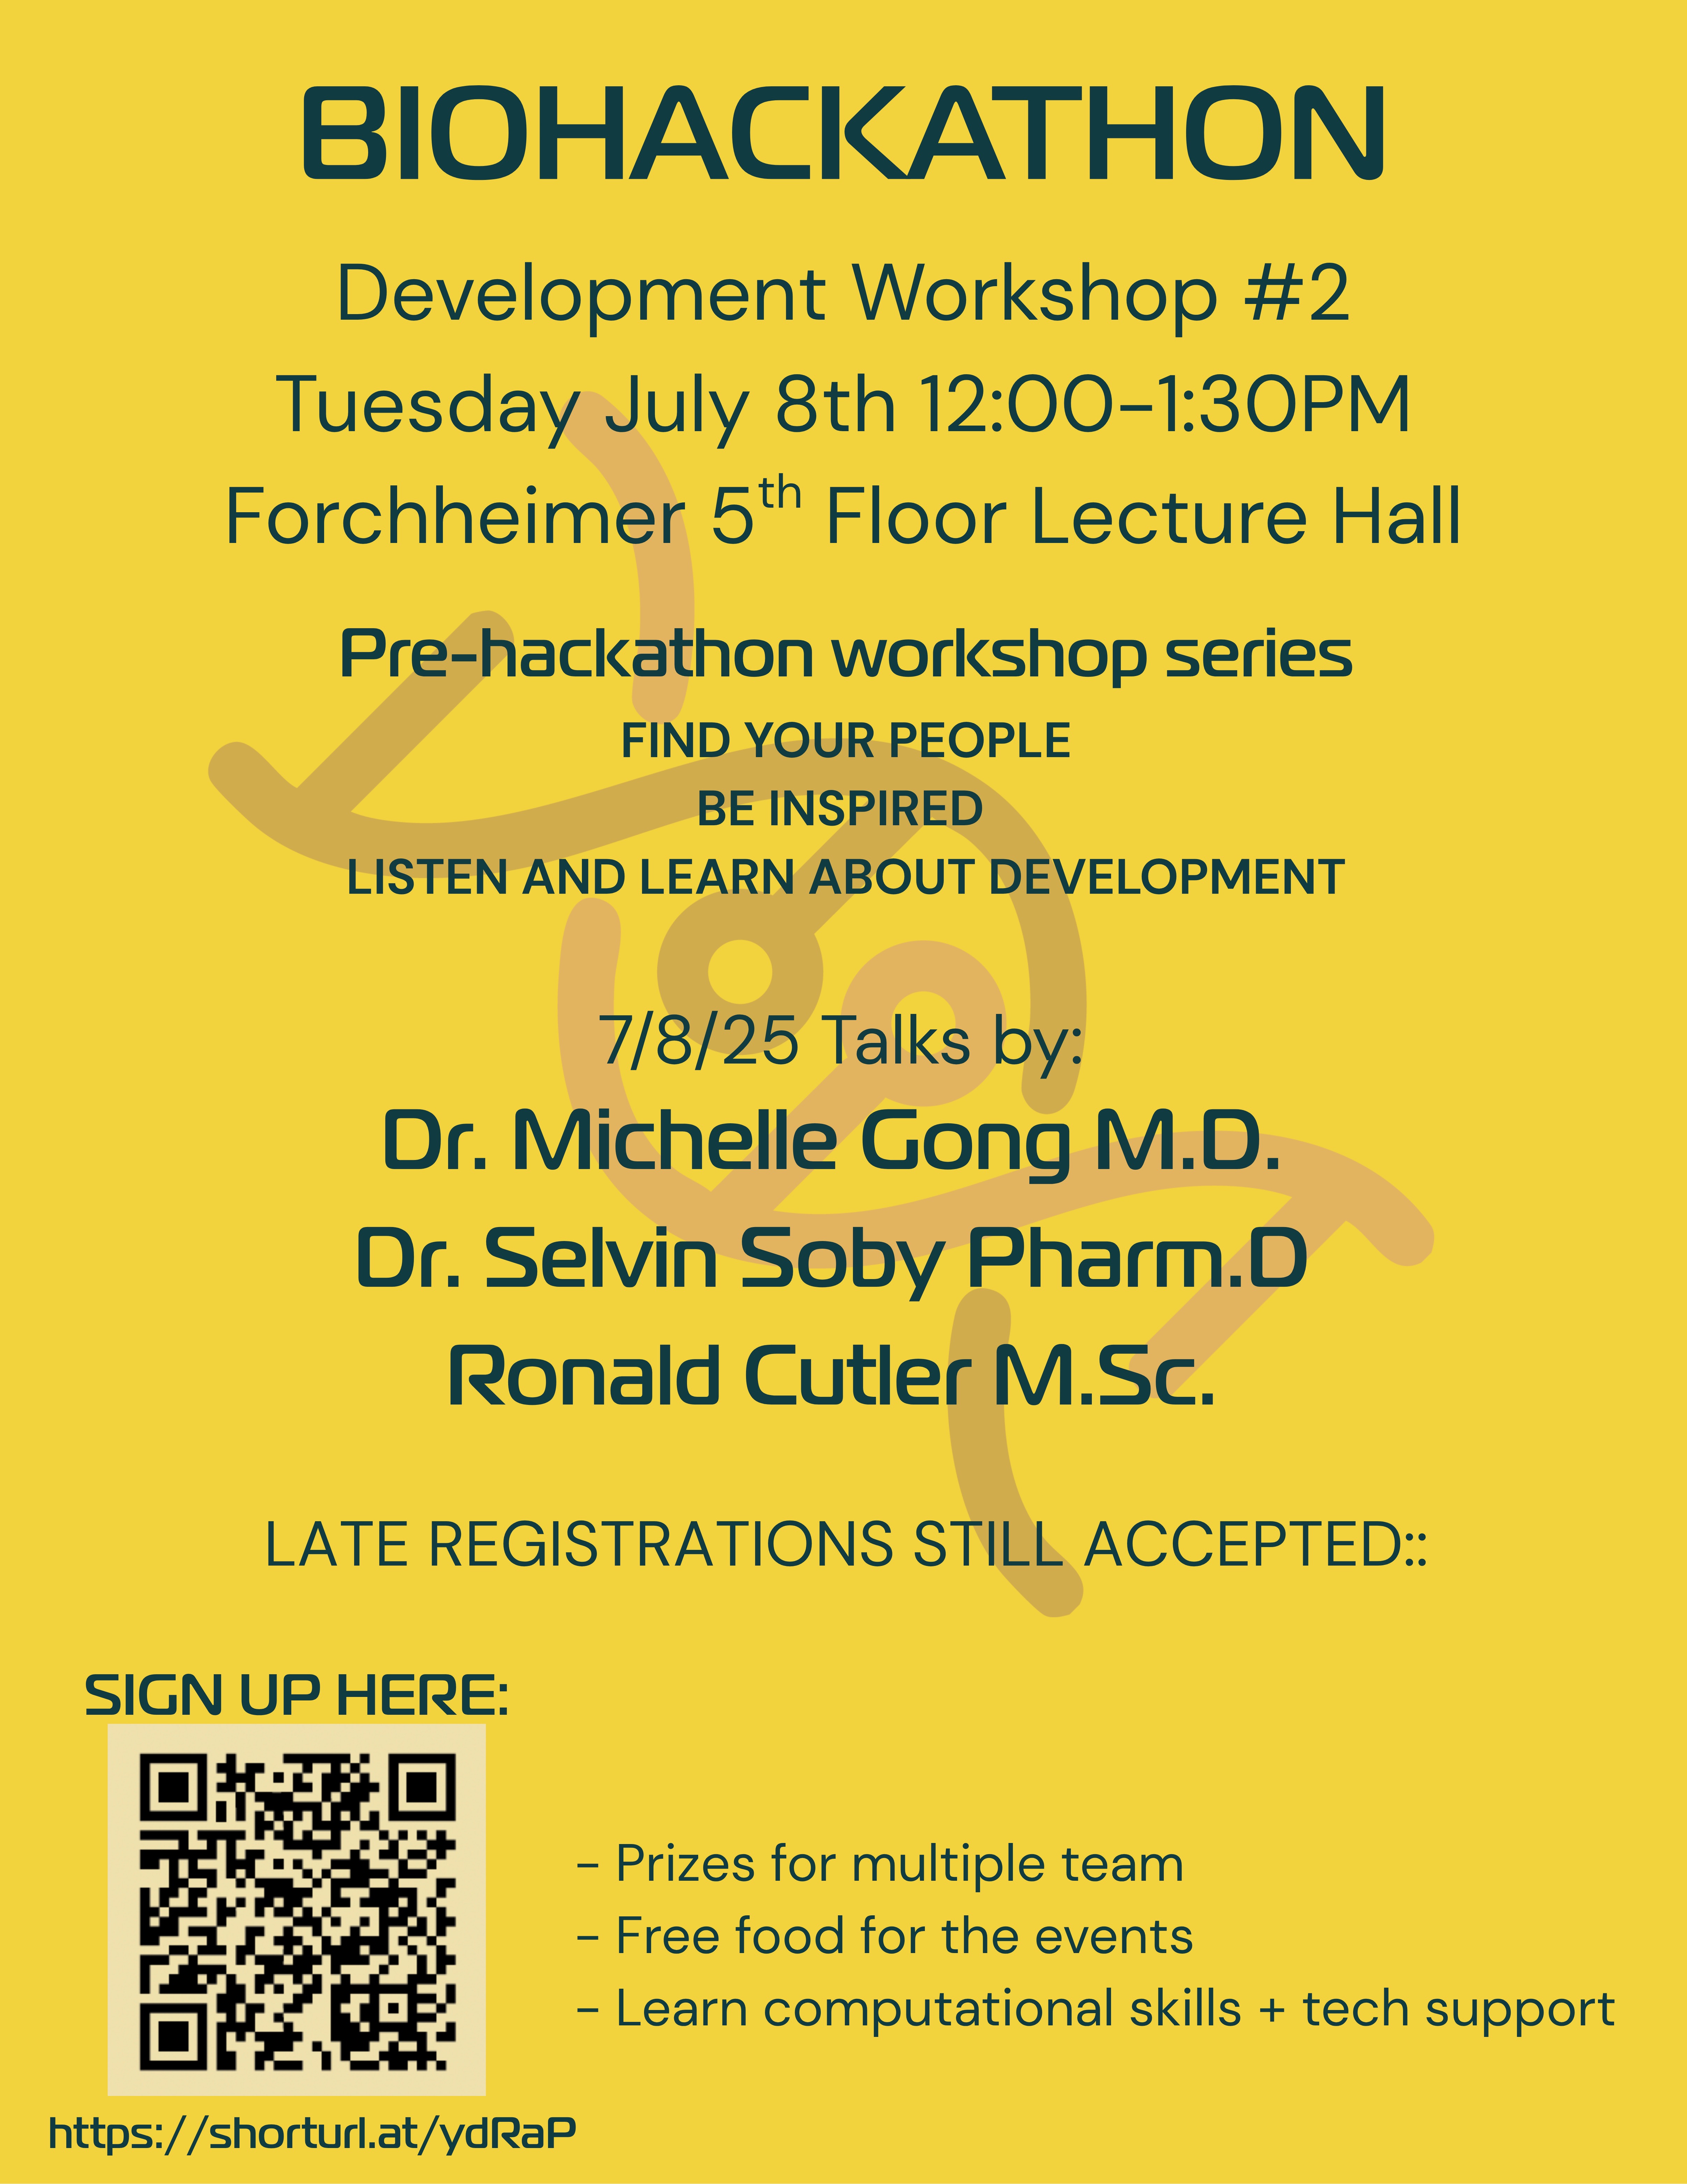 BIOHACKATHON
Development Workshop #2
Tuesday July 8th 12:00-1:30PM
Forchheimer 5th Floor Lecture Hall
Pre-hackathon workshop series
FIND YOUR PEOPLE
BE INSPIRED
LISTEN AND LEARN ABOUT DEVELOPMENT
7/8/25 Talks by:
Dr. Michelle Gong M.D.
Dr. Selvin Soby Pharm.D
Ronald Cutler M.Sc.
LATE REGISTRATIONS STILL ACCEPTED::
SIGN UP HERE:
- Prizes for multiple team
- Free food for the events
- Learn computational skills + tech support
https://shorturl.at/ydRaP